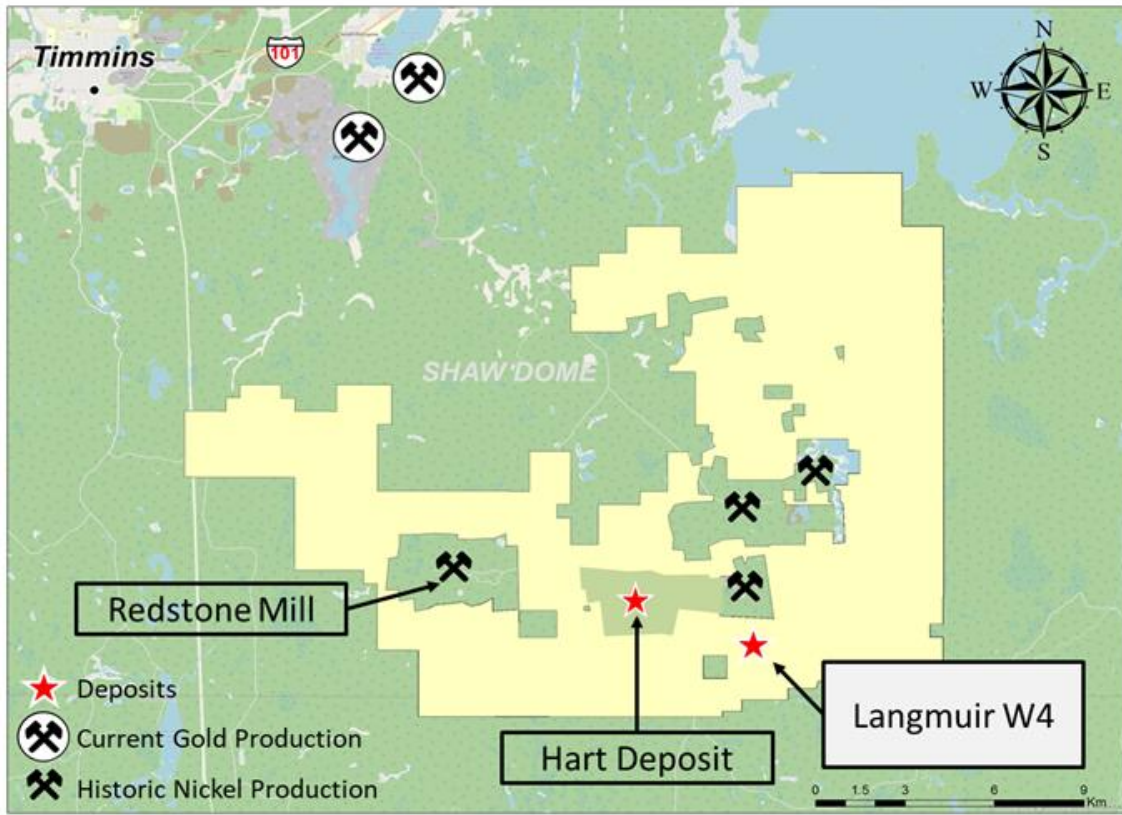 Timmins
101
N
W E
S
SHAW DOME
Redstone Mill
Hart Deposit
Langmuir W4
Deposits
Current Gold Production
Historic Nickel Production
0 1.5 3 6 9
Km